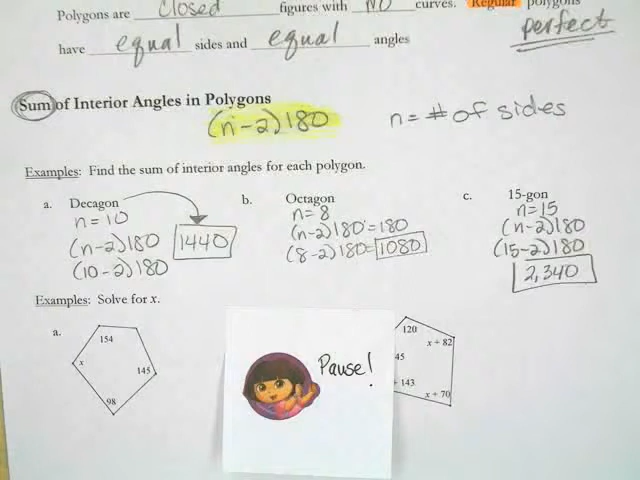 Polygons are closed figures with NO curves. Regular polygons
have equal sides and equal angles
perfect
Sum of Interior Angles in Polygons
(n-2)180
n = # of sides
Examples: Find the sum of interior angles for each polygon.
a. Decagon
n = 10
(n-2)180
(10-2)180
1440
b. Octagon
n = 8
(n-2)180°=180
(8-2)180=1080
c. 15-gon
n = 15
(n-2)180
(15-2)180
2,340
Examples: Solve for x.
a.
154
x
145
98
Pause!
120
x + 82
45
+ 143
x + 70